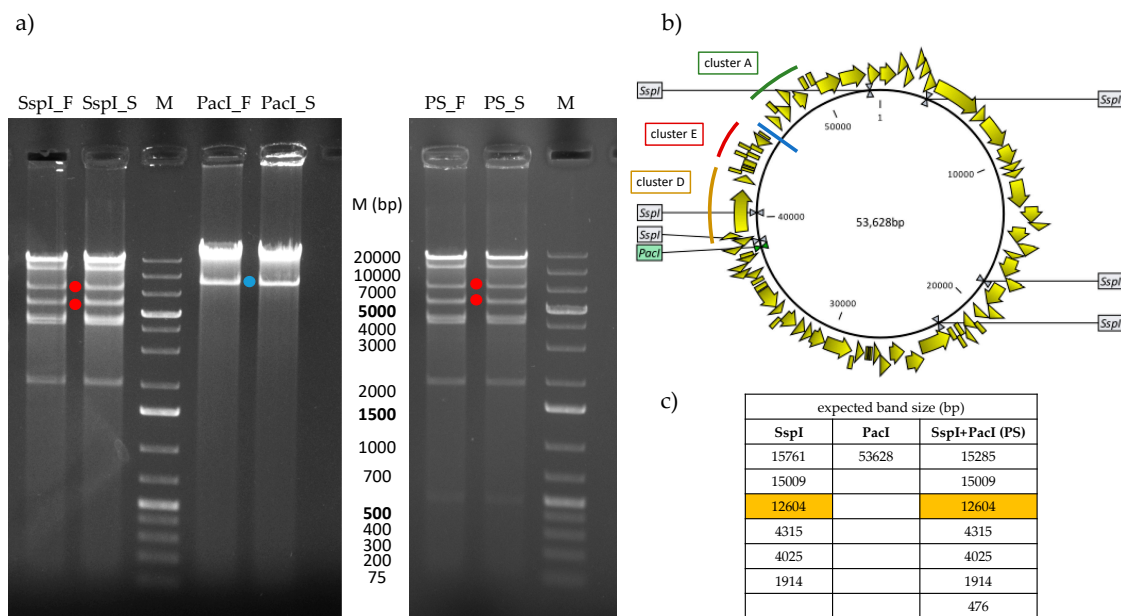 a)
SspI_F SspI_S M PacI_F PacI_S
PS_F PS_S M
M (bp)
20000
10000
7000
5000
4000
3000
2000
1500
1000
700
500
400
300
200
75
b)
cluster A
SspI
SspI
cluster E
cluster D
SspI
SspI
PacI
SspI
SspI
1
10000
20000
30000
40000
50000
53,628bp
c)
expected band size (bp)
SspI PacI SspI+PacI (PS)
15761 53628 15285
15009 15009
12604 12604
4315 4315
4025 4025
1914 1914
476